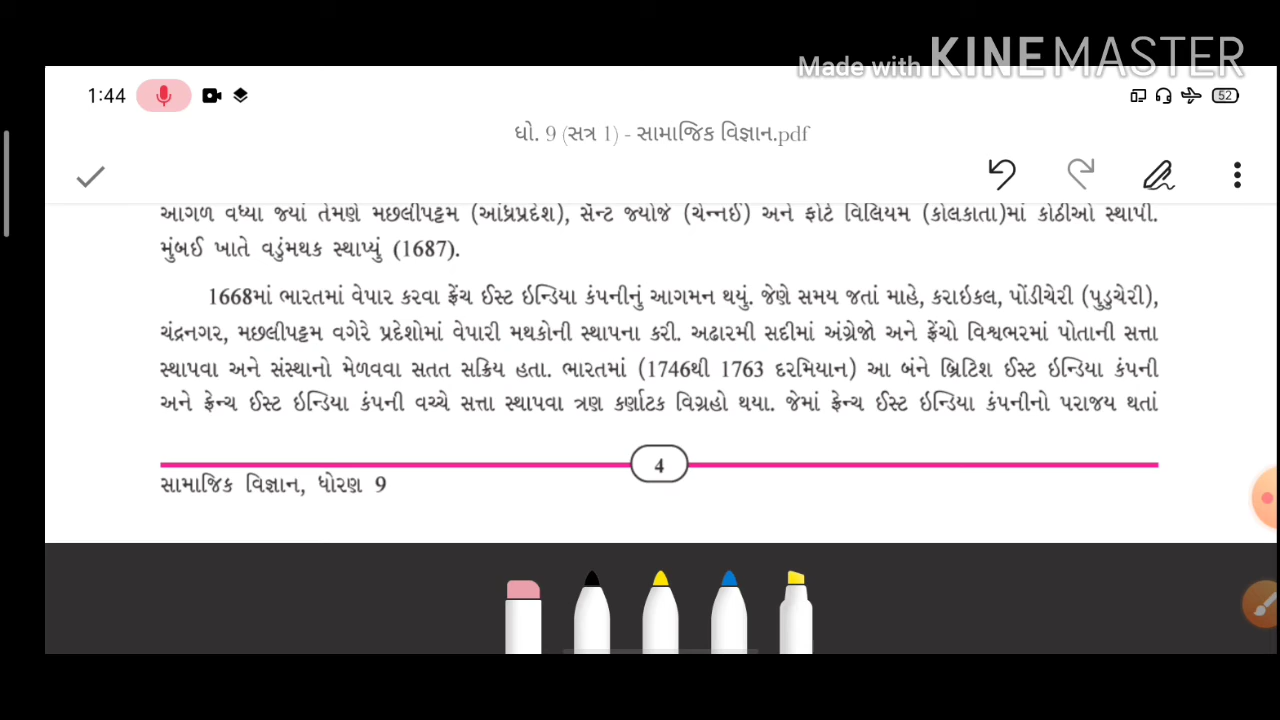 Made with KINEMASTER
1:44
52
ધો. 9 (સત્ર 1) - સામાજિક વિજ્ઞાન.pdf
આગળ વધ્યા જ્યાં તેમણે મછલીપટ્ટમ (આંધ્રપ્રદેશ), સૅન્ટ જ્યોર્જ (ચેન્નઈ) અને ફોર્ટ વિલિયમ (કોલકાતા)માં કોઠીઓ સ્થાપી.
મુંબઈ ખાતે વડુંમથક સ્થાપ્યું (1687).
1668માં ભારતમાં વેપાર કરવા ફ્રેંચ ઈસ્ટ ઇન્ડિયા કંપનીનું આગમન થયું. જેણે સમય જતાં માહે, કરાઇકલ, પોંડીચેરી (પુડુચેરી),
ચંદ્રનગર, મછલીપટ્ટમ વગેરે પ્રદેશોમાં વેપારી મથકોની સ્થાપના કરી. અઢારમી સદીમાં અંગ્રેજો અને ફ્રેંચો વિશ્વભરમાં પોતાની સત્તા
સ્થાપવા અને સંસ્થાનો મેળવવા સતત સક્રિય હતા. ભારતમાં (1746થી 1763 દરમિયાન) આ બંને બ્રિટિશ ઈસ્ટ ઇન્ડિયા કંપની
અને ફ્રેન્ચ ઈસ્ટ ઇન્ડિયા કંપની વચ્ચે સત્તા સ્થાપવા ત્રણ કર્ણાટક વિગ્રહો થયા. જેમાં ફ્રેન્ચ ઈસ્ટ ઇન્ડિયા કંપનીનો પરાજય થતાં
4
સામાજિક વિજ્ઞાન, ધોરણ 9